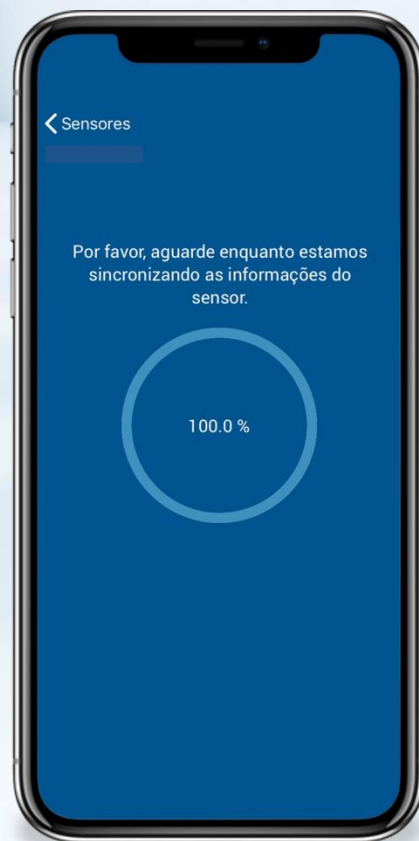 Sensores
Por favor, aguarde enquanto estamos
sincronizando as informações do
sensor.
100.0 %